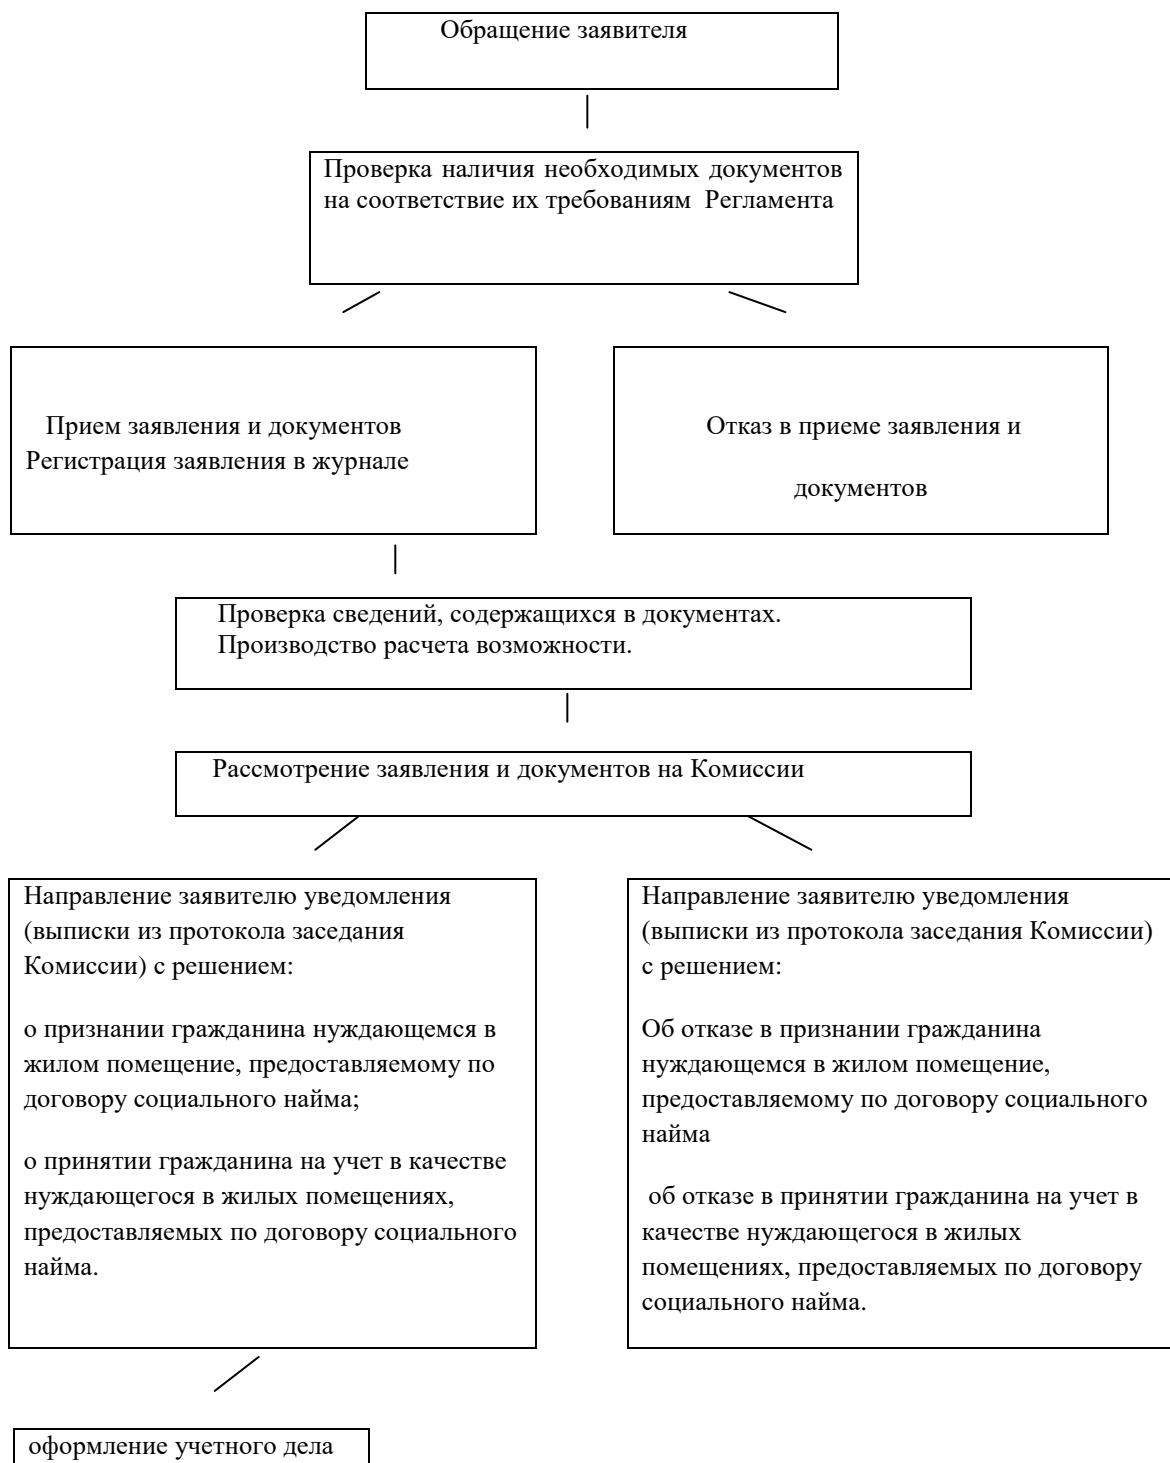 Обращение заявителя
Проверка наличия необходимых документов
на соответствие их требованиям Регламента
Прием заявления и документов
Регистрация заявления в журнале
Отказ в приеме заявления и
документов
Проверка сведений, содержащихся в документах.
Производство расчета возможности.
Рассмотрение заявления и документов на Комиссии
Направление заявителю уведомления
(выписки из протокола заседания
Комиссии) с решением:
о признании гражданина нуждающемся в
жилом помещение, предоставляемому по
договору социального найма;
о принятии гражданина на учет в качестве
нуждающегося в жилых помещениях,
предоставляемых по договору социального
найма.
Направление заявителю уведомления
(выписки из протокола заседания Комиссии)
с решением:
Об отказе в признании гражданина
нуждающемся в жилом помещение,
предоставляемому по договору социального
найма
об отказе в принятии гражданина на учет в
качестве нуждающегося в жилых
помещениях, предоставляемых по договору
социального найма.
оформление учетного дела